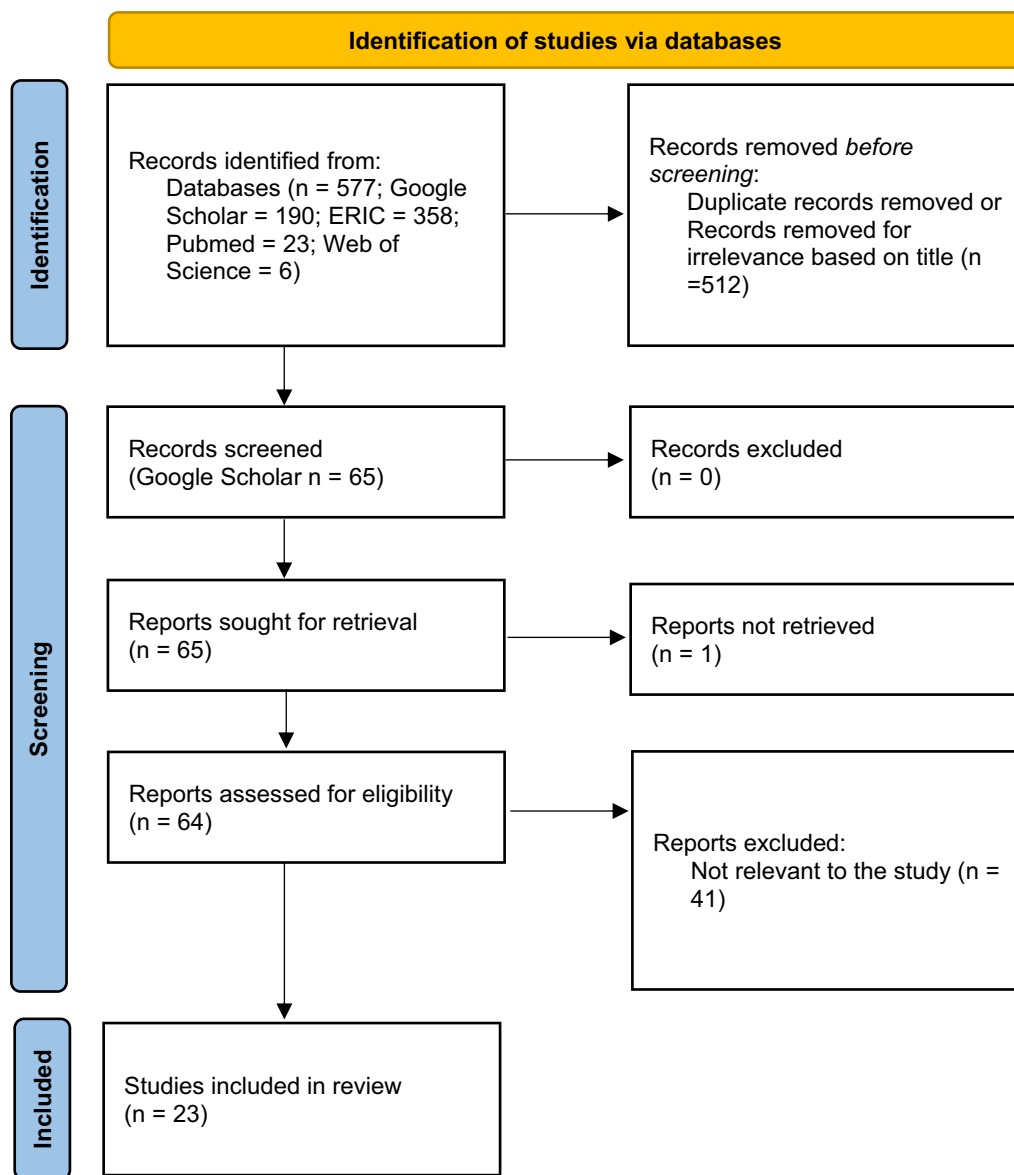 Identification of studies via databases
Identification
Records identified from:
Databases (n = 577; Google
Scholar = 190; ERIC = 358;
Pubmed = 23; Web of
Science = 6)
Records removed before
screening:
Duplicate records removed or
Records removed for
irrelevance based on title (n
=512)
Screening
Records screened
(Google Scholar n = 65)
Records excluded
(n = 0)
Reports sought for retrieval
(n = 65)
Reports not retrieved
(n = 1)
Reports assessed for eligibility
(n = 64)
Reports excluded:
Not relevant to the study (n =
41)
Included
Studies included in review
(n = 23)